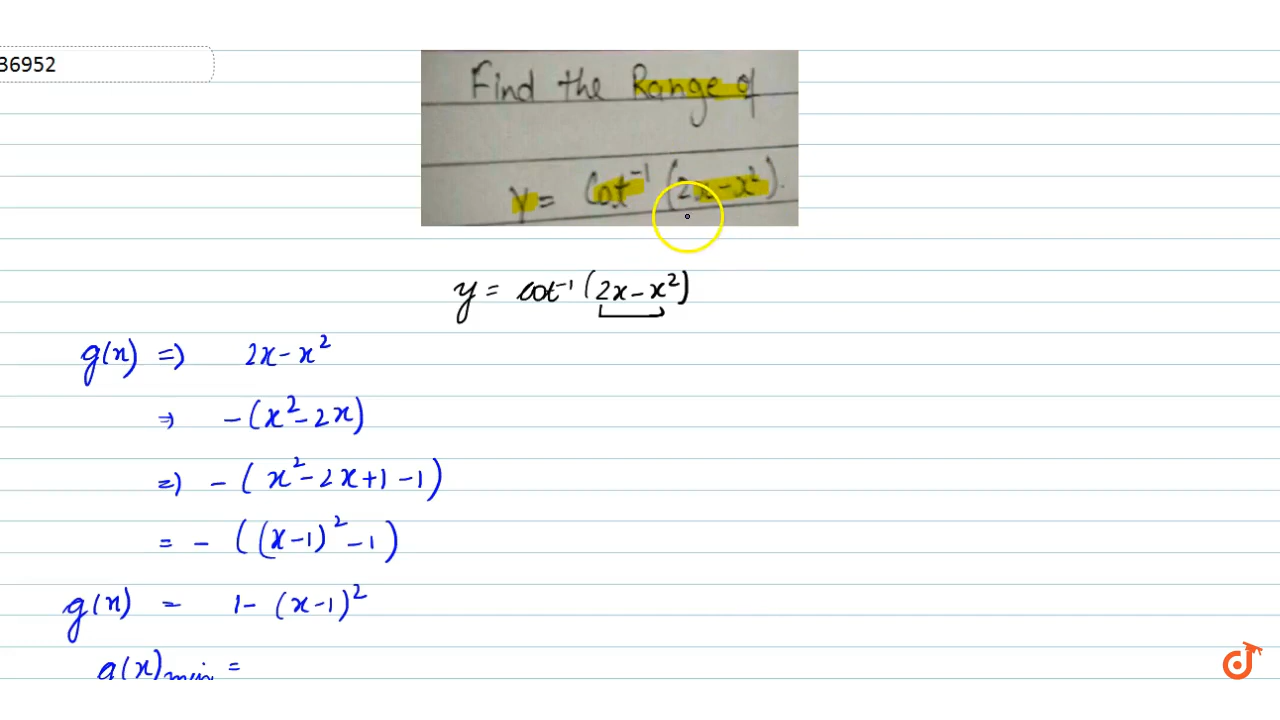 36952
Find the Range of
y = Cot⁻¹ (2x-x²).
y = cot⁻¹ (2x-x²)
g(x) => 2x-x²
=> -(x²-2x)
=> -(x²-2x+1-1)
= -((x-1)²-1)
g(x) = 1-(x-1)²
g(x)min =